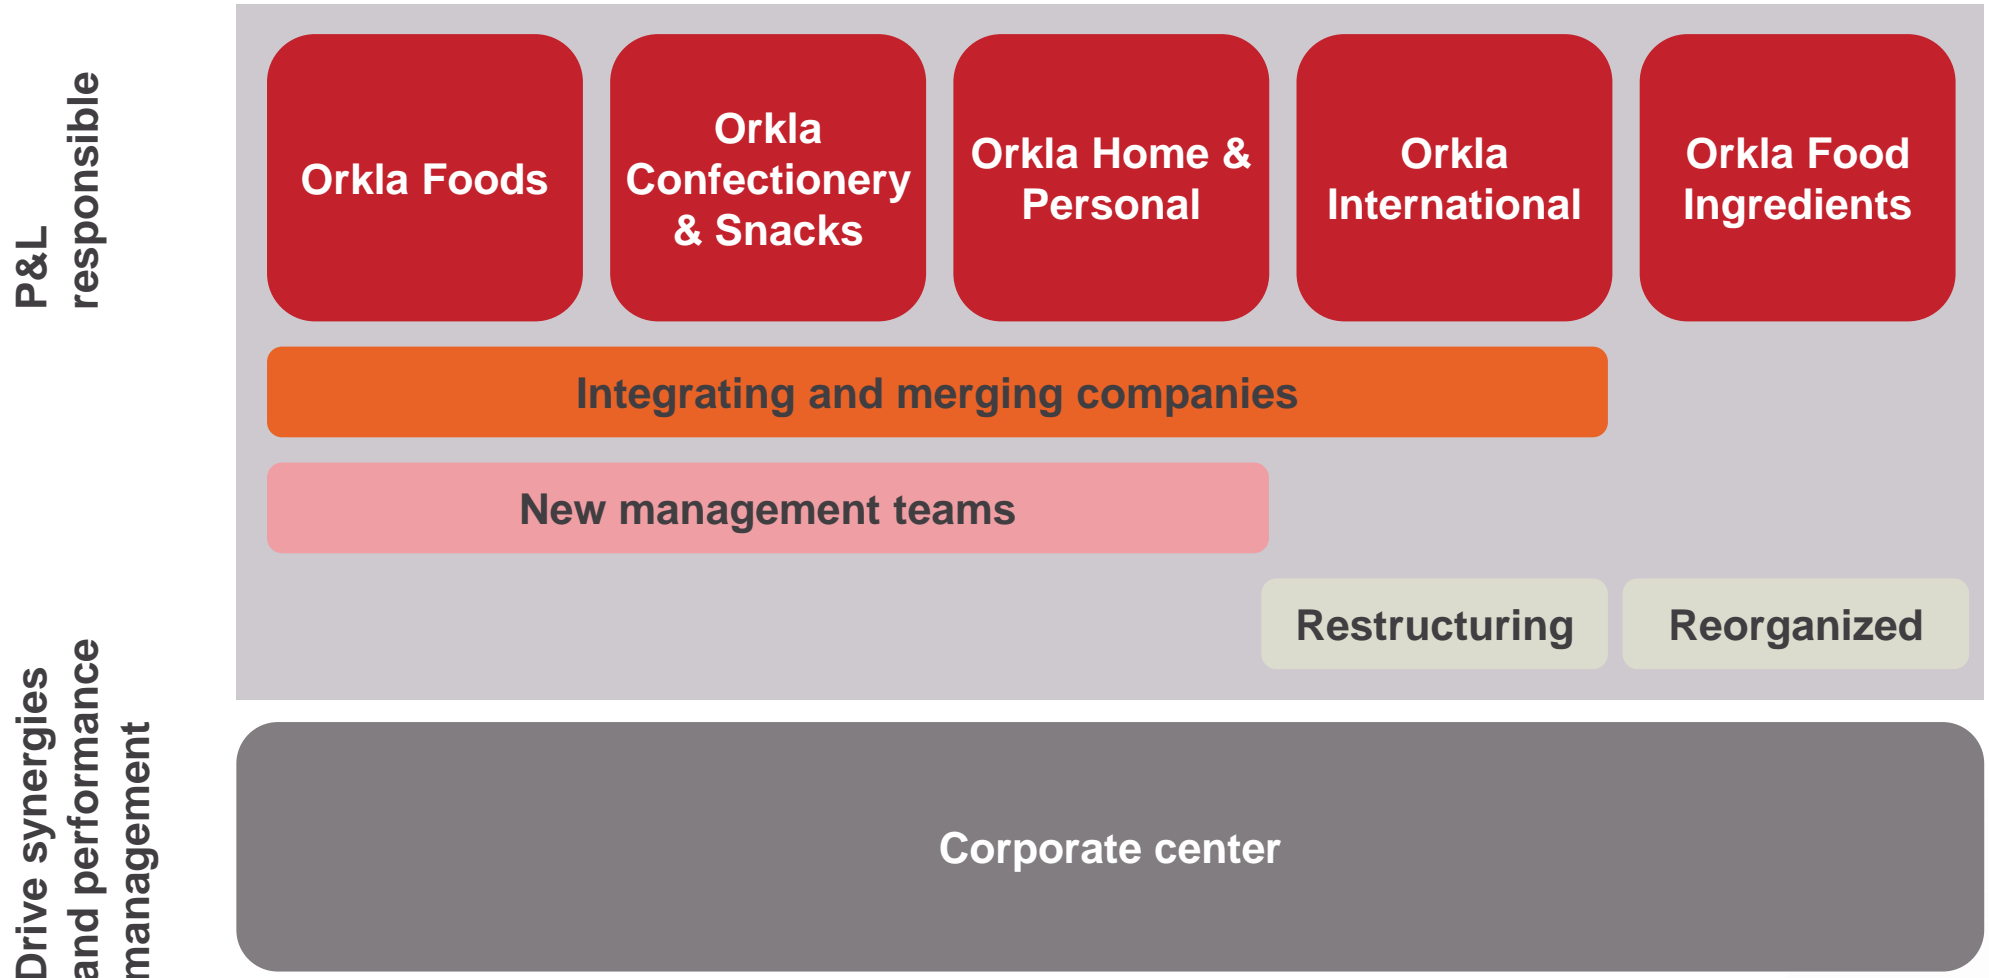 P&L
responsible
Orkla Foods
Orkla
Confectionery
& Snacks
Orkla Home &
Personal
Orkla
International
Orkla Food
Ingredients
Integrating and merging companies
New management teams
Restructuring
Reorganized
Drive synergies
and performance
management
Corporate center